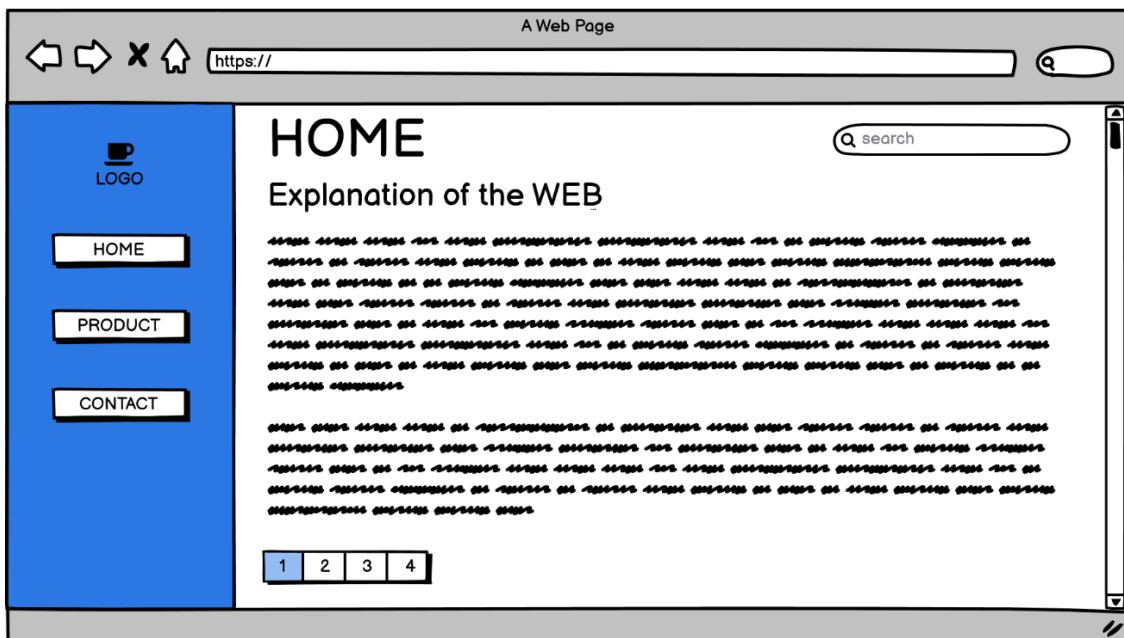 A Web Page
https://
LOGO
HOME
PRODUCT
CONTACT
HOME
search
Explanation of the WEB
1 2 3 4